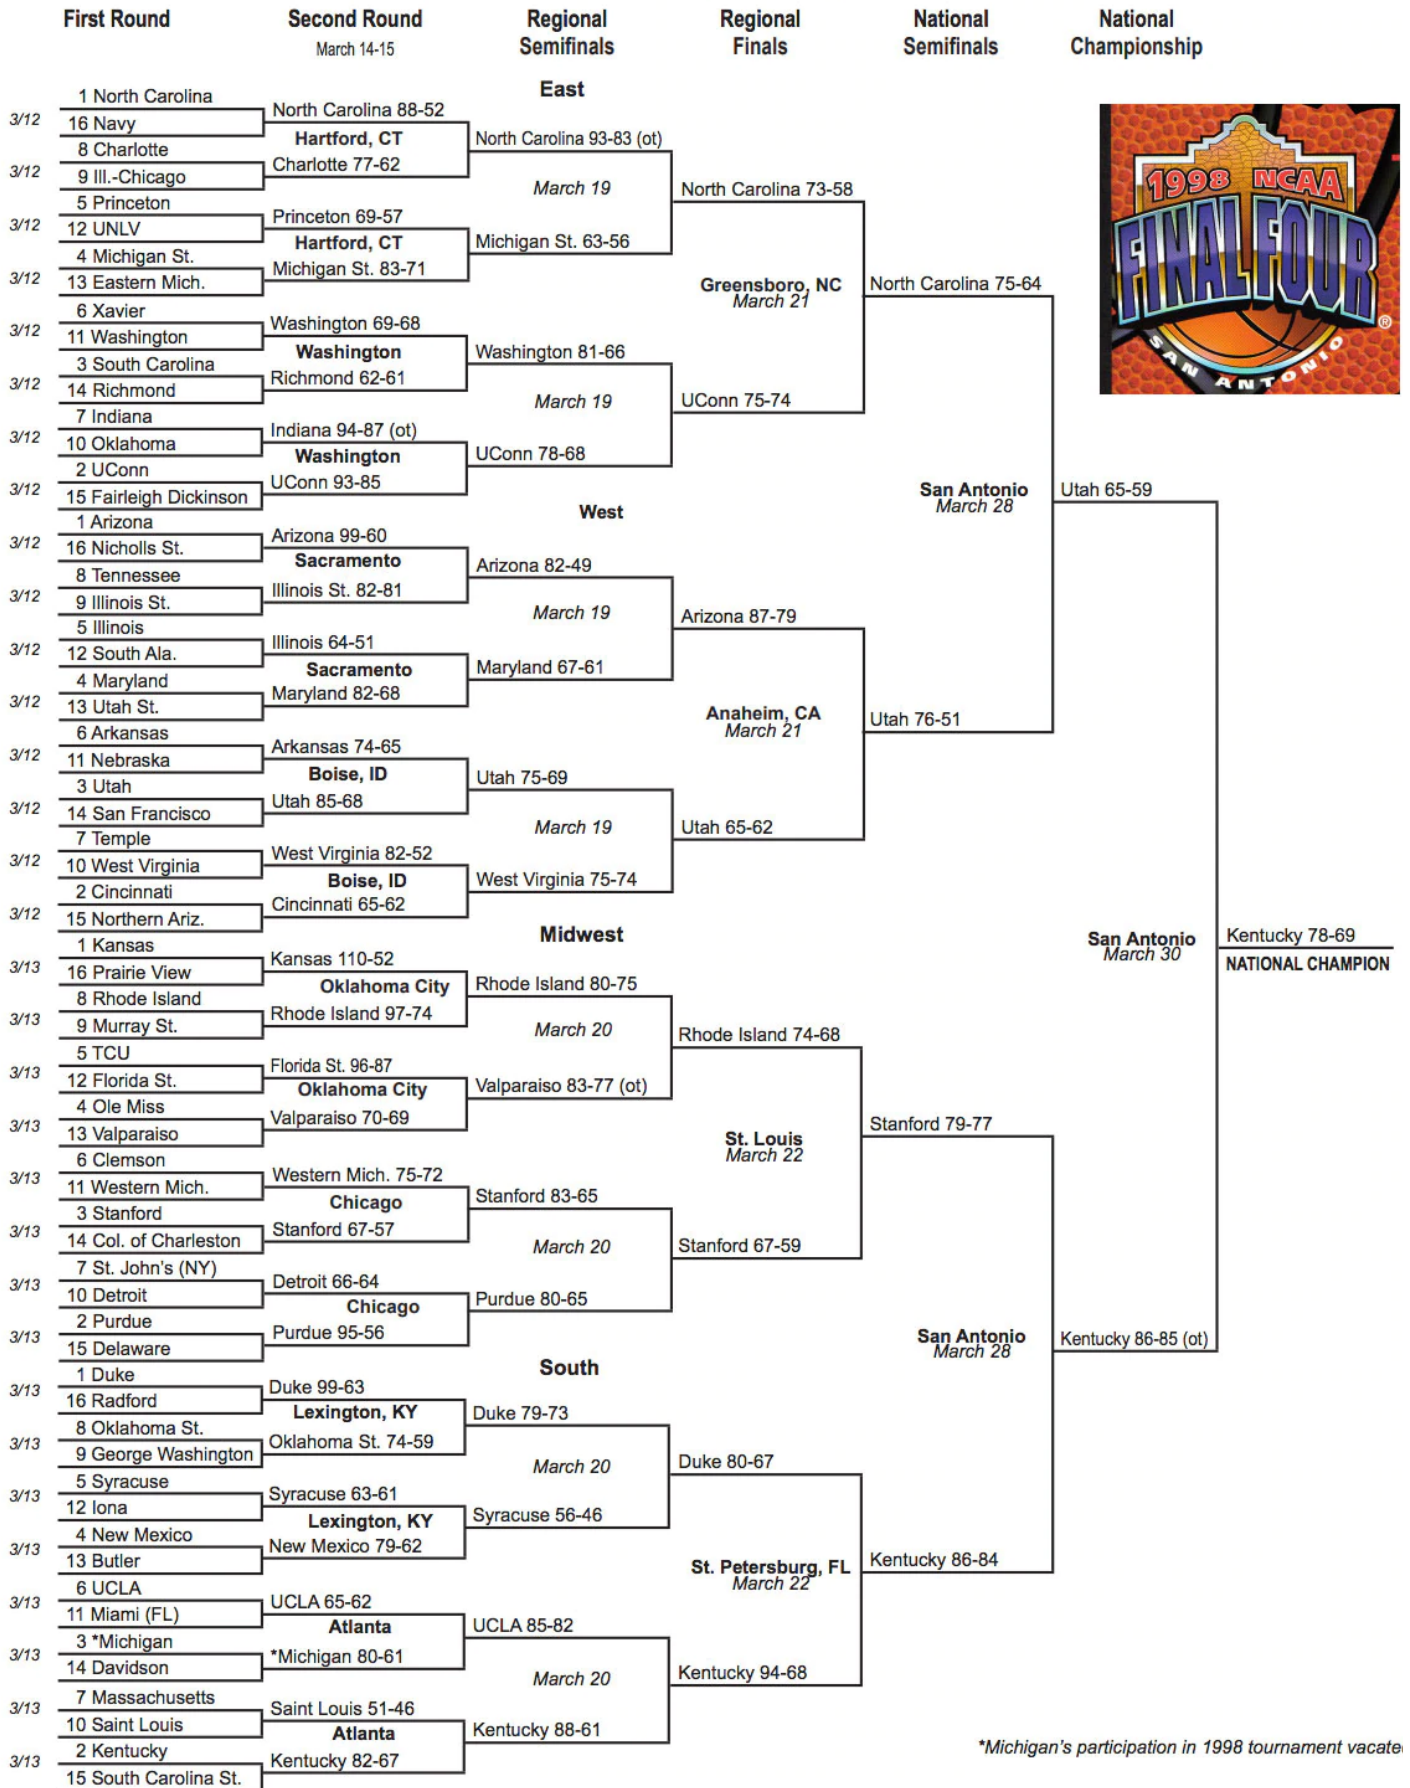 First Round
Second Round
March 14-15
Regional
Semifinals
Regional
Finals
National
Semifinals
National
Championship
1998 NCAA
FINAL FOUR
®
SAN ANTONIO
East
3/12
1 North Carolina
16 Navy
3/12
8 Charlotte
9 Ill.-Chicago
3/12
5 Princeton
12 UNLV
3/12
4 Michigan St.
13 Eastern Mich.
3/12
6 Xavier
11 Washington
3/12
3 South Carolina
14 Richmond
3/12
7 Indiana
10 Oklahoma
3/12
2 UConn
15 Fairleigh Dickinson
North Carolina 88-52
Hartford, CT
Charlotte 77-62
Princeton 69-57
Hartford, CT
Michigan St. 83-71
Washington 69-68
Washington
Richmond 62-61
Indiana 94-87 (ot)
Washington
UConn 93-85
North Carolina 93-83 (ot)
March 19
Michigan St. 63-56
Washington 81-66
March 19
UConn 78-68
North Carolina 73-58
Greensboro, NC
March 21
UConn 75-74
North Carolina 75-64
West
3/12
1 Arizona
16 Nicholls St.
3/12
8 Tennessee
9 Illinois St.
3/12
5 Illinois
12 South Ala.
3/12
4 Maryland
13 Utah St.
3/12
6 Arkansas
11 Nebraska
3/12
3 Utah
14 San Francisco
3/12
7 Temple
10 West Virginia
3/12
2 Cincinnati
15 Northern Ariz.
Arizona 99-60
Sacramento
Illinois St. 82-81
Illinois 64-51
Sacramento
Maryland 82-68
Arkansas 74-65
Boise, ID
Utah 85-68
West Virginia 82-52
Boise, ID
Cincinnati 65-62
Arizona 82-49
March 19
Maryland 67-61
Utah 75-69
March 19
West Virginia 75-74
Arizona 87-79
Anaheim, CA
March 21
Utah 65-62
Utah 76-51
San Antonio
March 28
Utah 65-59
Midwest
3/13
1 Kansas
16 Prairie View
3/13
8 Rhode Island
9 Murray St.
3/13
5 TCU
12 Florida St.
3/13
4 Ole Miss
13 Valparaiso
3/13
6 Clemson
11 Western Mich.
3/13
3 Stanford
14 Col. of Charleston
3/13
7 St. John's (NY)
10 Detroit
3/13
2 Purdue
15 Delaware
Kansas 110-52
Oklahoma City
Rhode Island 97-74
Florida St. 96-87
Oklahoma City
Valparaiso 70-69
Western Mich. 75-72
Chicago
Stanford 67-57
Detroit 66-64
Chicago
Purdue 95-56
Rhode Island 80-75
March 20
Valparaiso 83-77 (ot)
Stanford 83-65
March 20
Purdue 80-65
Rhode Island 74-68
St. Louis
March 22
Stanford 67-59
Stanford 79-77
South
3/13
1 Duke
16 Radford
3/13
8 Oklahoma St.
9 George Washington
3/13
5 Syracuse
12 Iona
3/13
4 New Mexico
13 Butler
3/13
6 UCLA
11 Miami (FL)
3/13
3 *Michigan
14 Davidson
3/13
7 Massachusetts
10 Saint Louis
3/13
2 Kentucky
15 South Carolina St.
Duke 99-63
Lexington, KY
Oklahoma St. 74-59
Syracuse 63-61
Lexington, KY
New Mexico 79-62
UCLA 65-62
Atlanta
*Michigan 80-61
Saint Louis 51-46
Atlanta
Kentucky 82-67
Duke 79-73
March 20
Syracuse 56-46
UCLA 85-82
March 20
Kentucky 88-61
Duke 80-67
St. Petersburg, FL
March 22
Kentucky 94-68
Kentucky 86-84
San Antonio
March 28
Kentucky 86-85 (ot)
San Antonio
March 30
Kentucky 78-69
NATIONAL CHAMPION
*Michigan's participation in 1998 tournament vacate